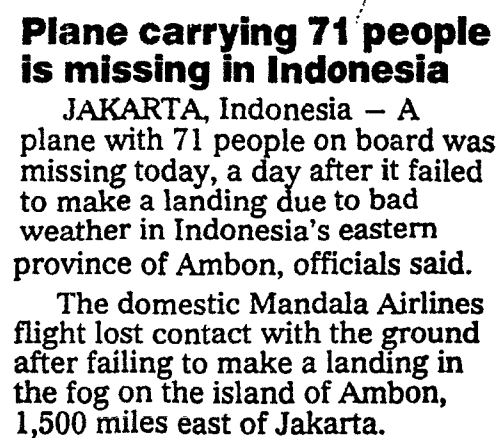 Plane carrying 71 people
is missing in Indonesia
JAKARTA, Indonesia — A
plane with 71 people on board was
missing today, a day after it failed
to make a landing due to bad
weather in Indonesia's eastern
province of Ambon, officials said.
The domestic Mandala Airlines
flight lost contact with the ground
after failing to make a landing in
the fog on the island of Ambon,
1,500 miles east of Jakarta.